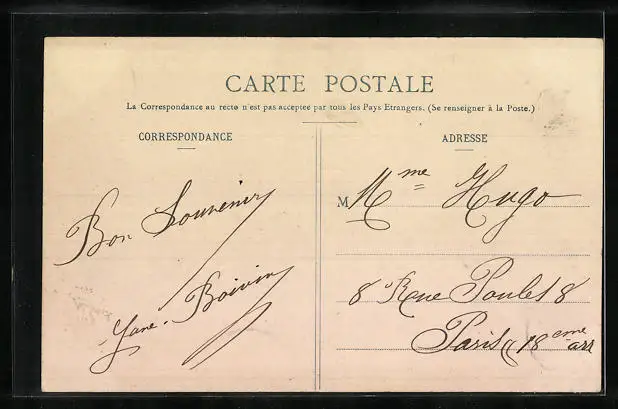 CARTE POSTALE
La Correspondance au recto n'est pas acceptée par tous les Pays Etrangers. (Se renseigner à la Poste.)
CORRESPONDANCE
Bon Souvenir
Jane Boivin
ADRESSE
M Mme Hugo
8 Rue Poulet 8
Paris 18eme arr